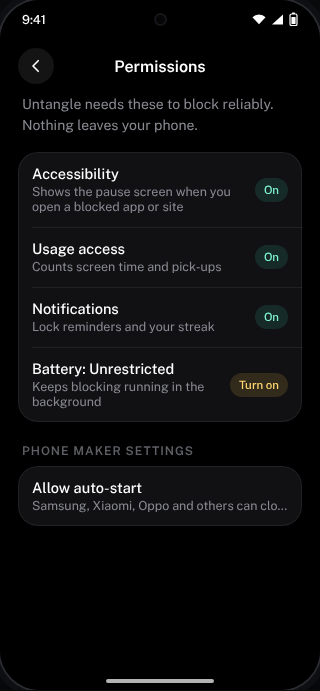 9:41
Permissions
Untangle needs these to block reliably.
Nothing leaves your phone.
Accessibility
Shows the pause screen when you
open a blocked app or site
On
Usage access
Counts screen time and pick-ups
On
Notifications
Lock reminders and your streak
On
Battery: Unrestricted
Keeps blocking running in the
background
Turn on
PHONE MAKER SETTINGS
Allow auto-start
Samsung, Xiaomi, Oppo and others can clo...